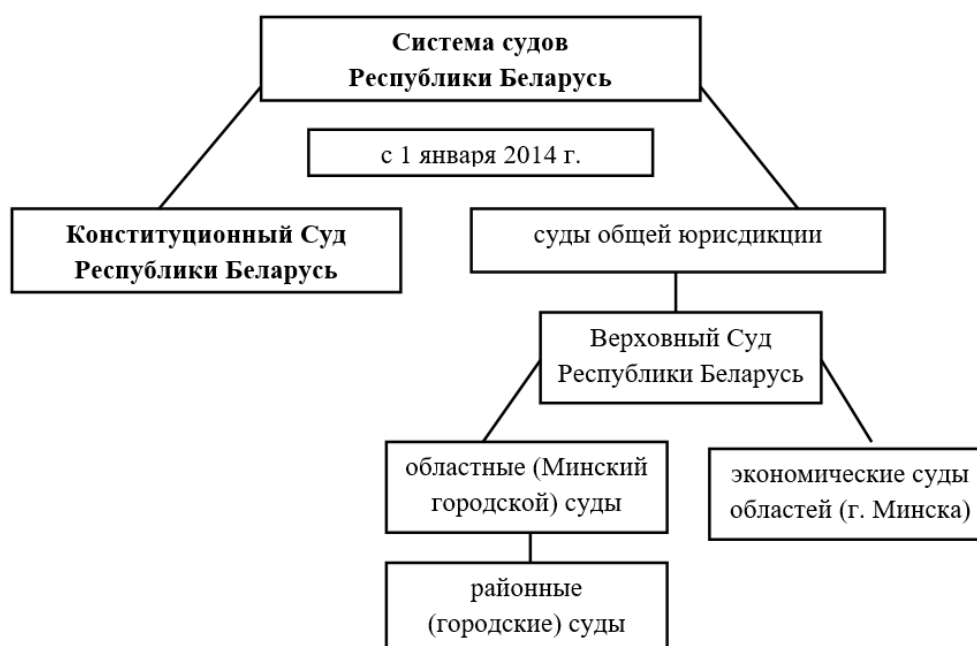 Система судов
Республики Беларусь
с 1 января 2014 г.
Конституционный Суд
Республики Беларусь
суды общей юрисдикции
Верховный Суд
Республики Беларусь
областные (Минский
городской) суды
экономические суды
областей (г. Минска)
районные
(городские) суды